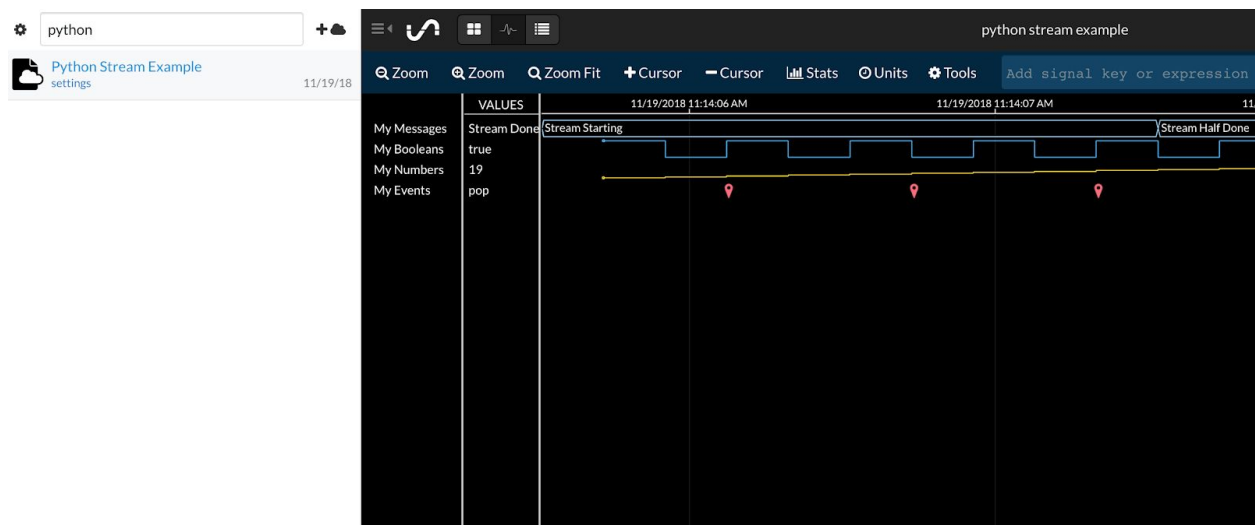 python
Python Stream Example
settings
11/19/18
python stream example
Zoom Zoom Zoom Fit Cursor Cursor Stats Units Tools Add signal key or expression
VALUES 11/19/2018 11:14:06 AM 11/19/2018 11:14:07 AM 11
My Messages Stream Done Stream Starting Stream Half Done
My Booleans true
My Numbers 19
My Events pop